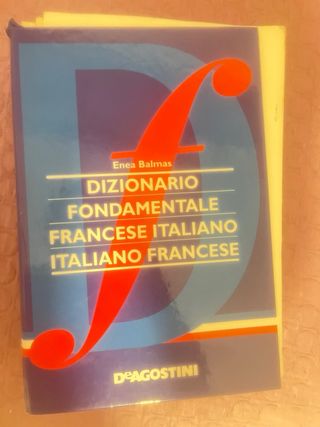 Enea Balmas
DIZIONARIO
FONDAMENTALE
FRANCESE ITALIANO
ITALIANO FRANCESE
DeAGOSTINI